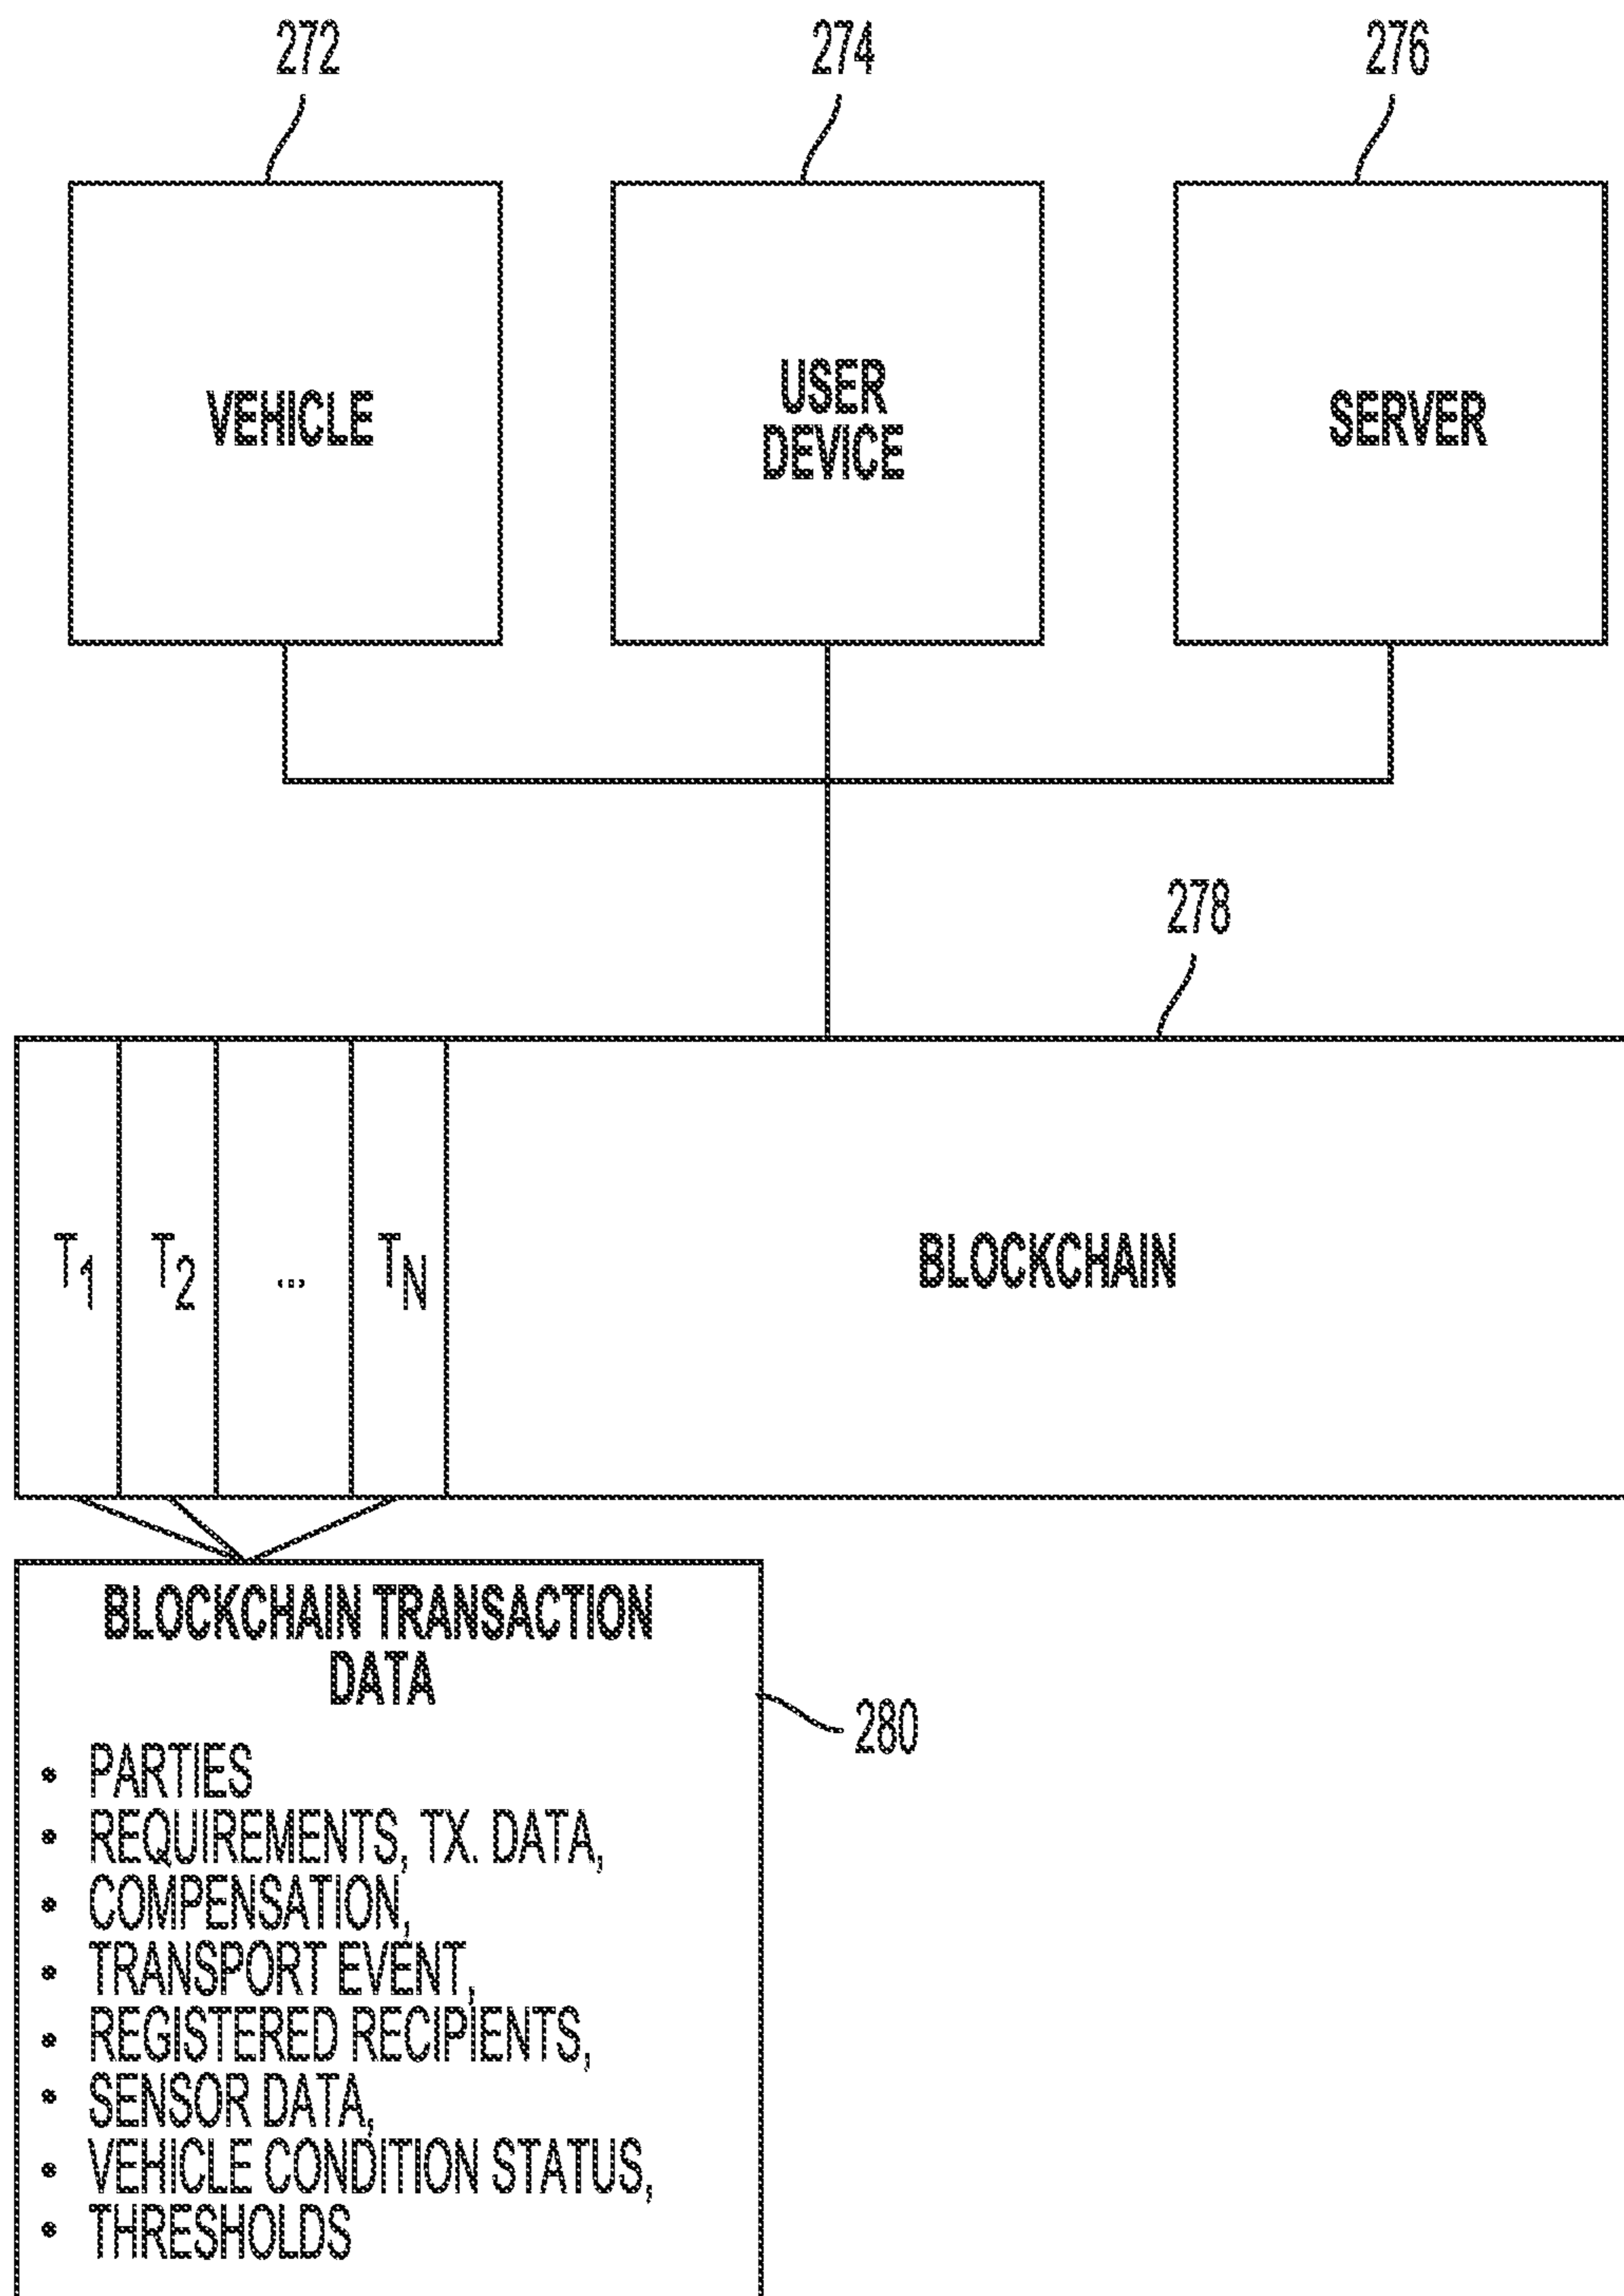 272 274 276
VEHICLE
USER
DEVICE
SERVER
278
T1 T2 ... TN BLOCKCHAIN
BLOCKCHAIN TRANSACTION
DATA
280
• PARTIES
• REQUIREMENTS, TX. DATA,
• COMPENSATION,
• TRANSPORT EVENT,
• REGISTERED RECIPIENTS,
• SENSOR DATA,
• VEHICLE CONDITION STATUS,
• THRESHOLDS